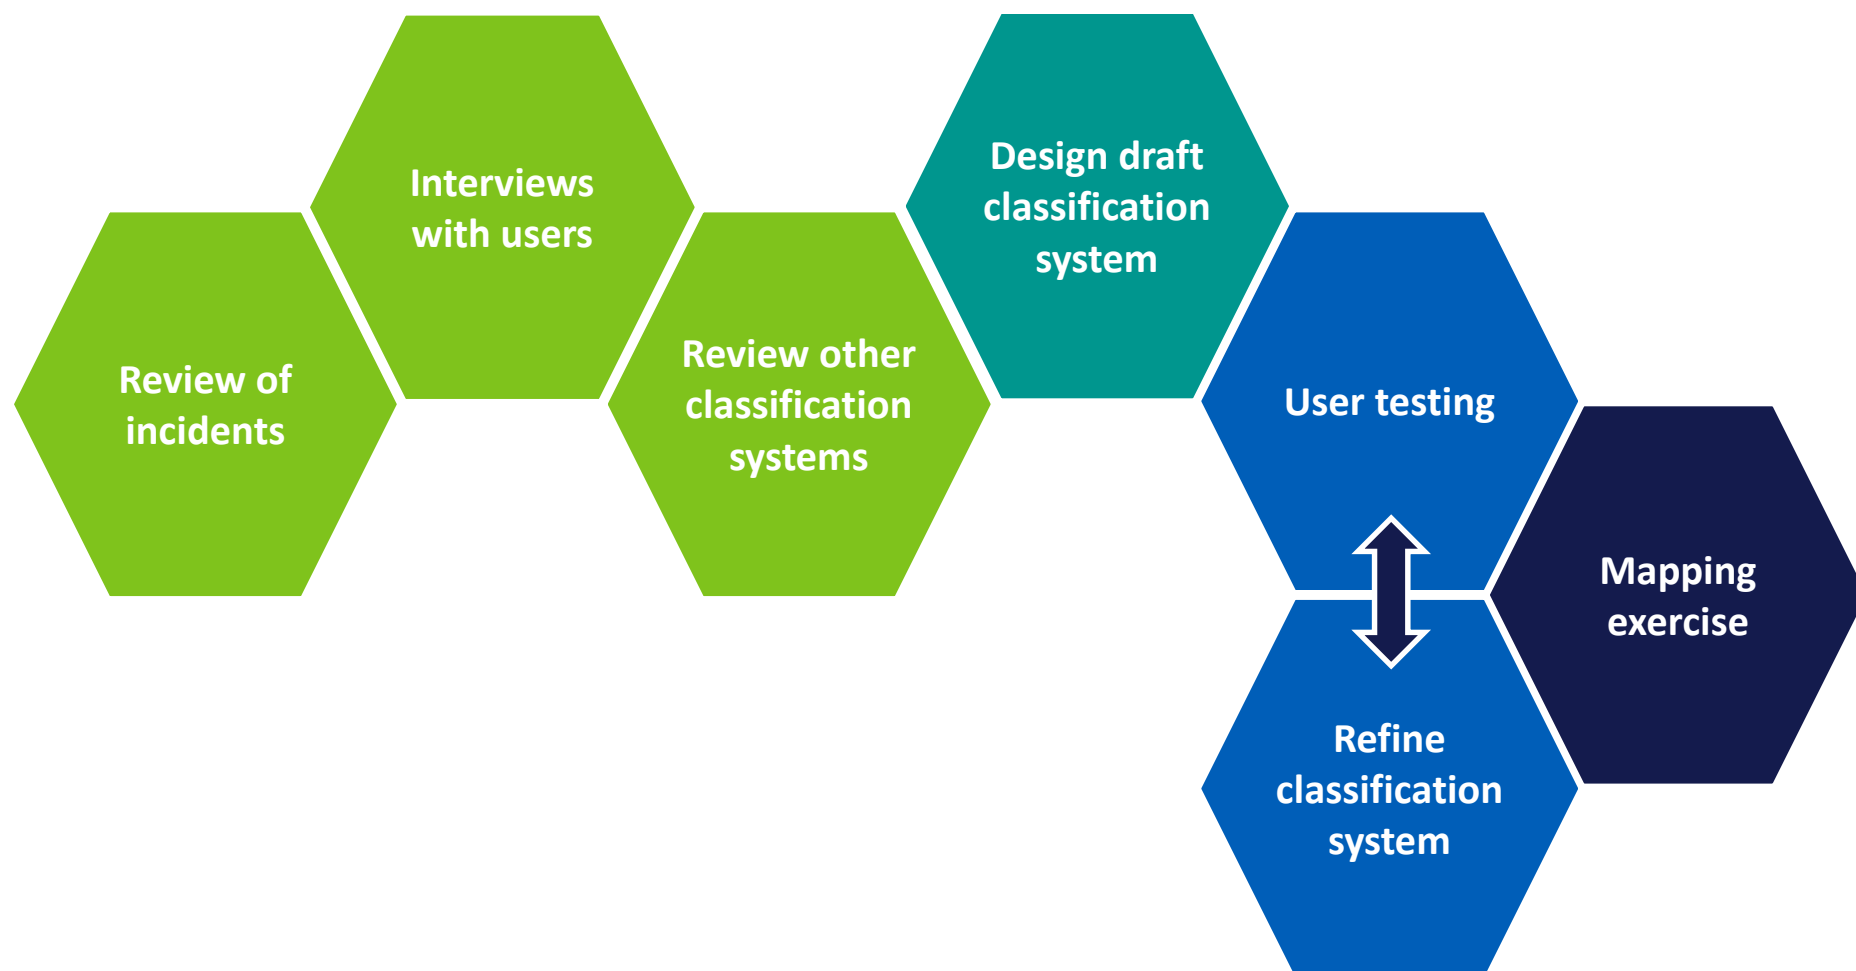 Review of
incidents
Interviews
with users
Review other
classification
systems
Design draft
classification
system
User testing
Refine
classification
system
Mapping
exercise